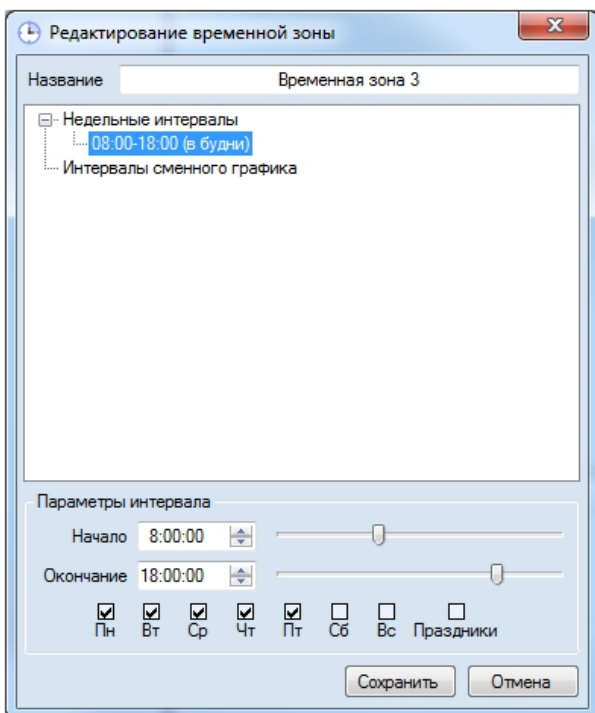 Редактирование временной зоны
Название Временная зона 3
Недельные интервалы
08:00-18:00 (в будни)
Интервалы сменного графика
Параметры интервала
Начало 8:00:00
Окончание 18:00:00
Пн Вт Ср Чт Пт Сб Вс Праздники
Сохранить Отмена